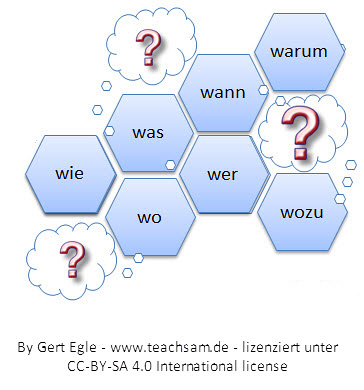 warum
wann
was
wie
wer
wo
wozu
?
?
?
By Gert Egle - www.teachsam.de - lizenziert unter
CC-BY-SA 4.0 International license